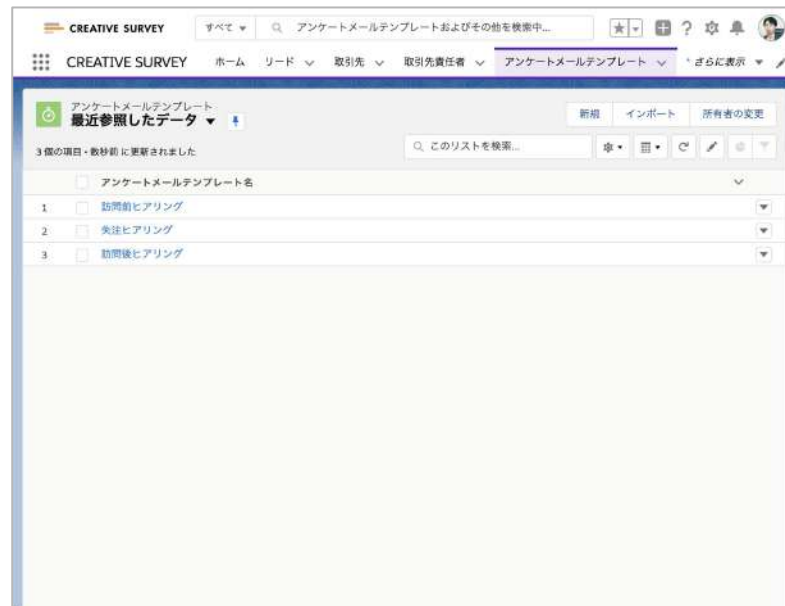 CREATIVE SURVEY
すべて
アンケートメールテンプレートおよびその他を検索中...
CREATIVE SURVEY
ホーム
リード
取引先
取引先責任者
アンケートメールテンプレート
* さらに表示
アンケートメールテンプレート
最近参照したデータ
新規
インポート
所有者の変更
3 個の項目・数秒前 に更新されました
このリストを検索...
アンケートメールテンプレート名
1 訪問前ヒアリング
2 失注ヒアリング
3 訪問後ヒアリング